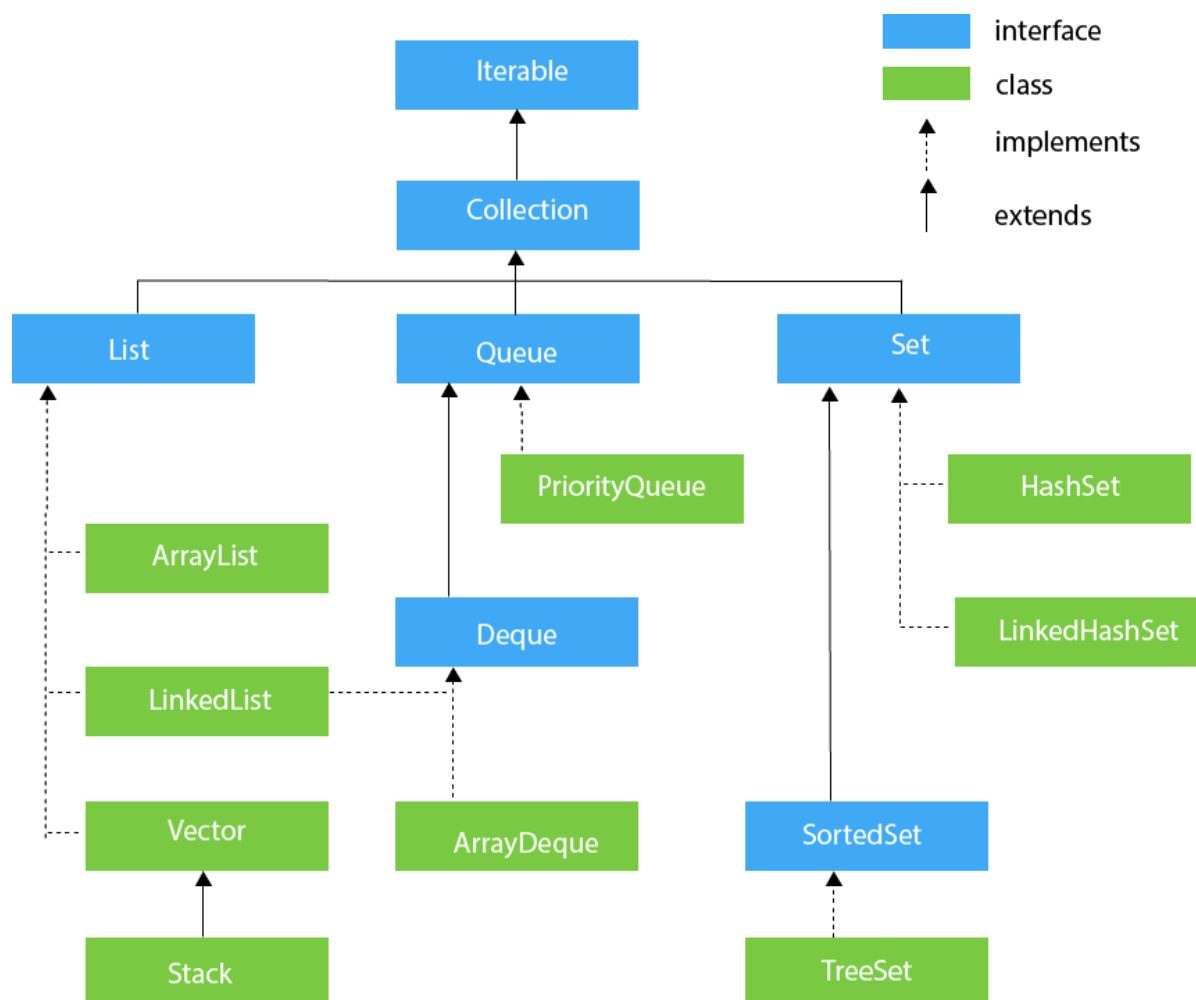 interface
Iterable
class
implements
Collection
extends
List
Queue
Set
PriorityQueue
HashSet
ArrayList
Deque
LinkedHashSet
LinkedList
Vector
ArrayDeque
SortedSet
Stack
TreeSet